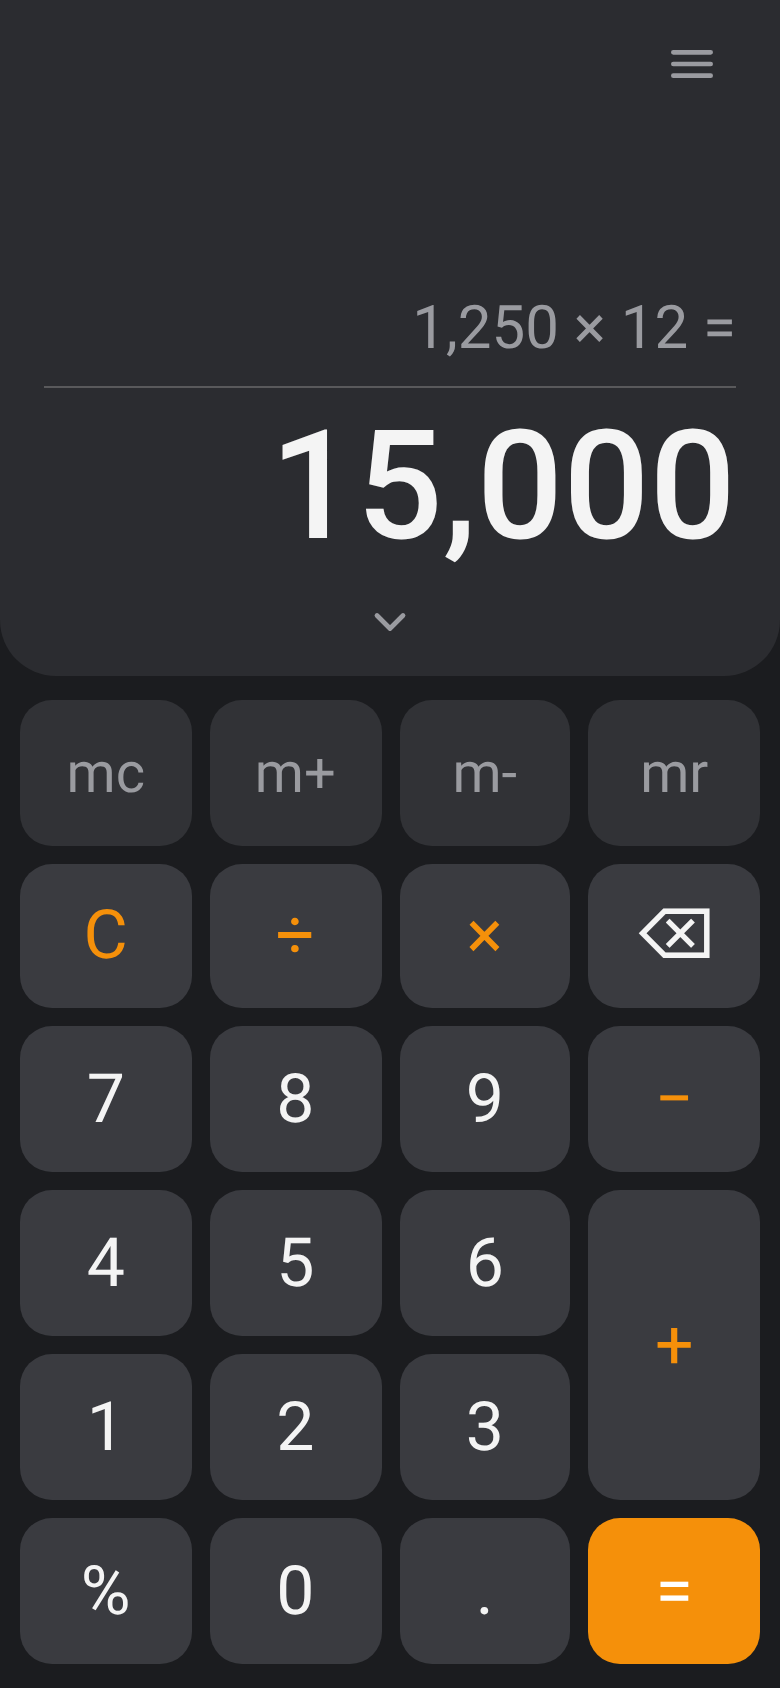 1,250 × 12 =
15,000
mc m+ m- mr
C ÷ ×
7 8 9 −
4 5 6
+
1 2 3
% 0 . =